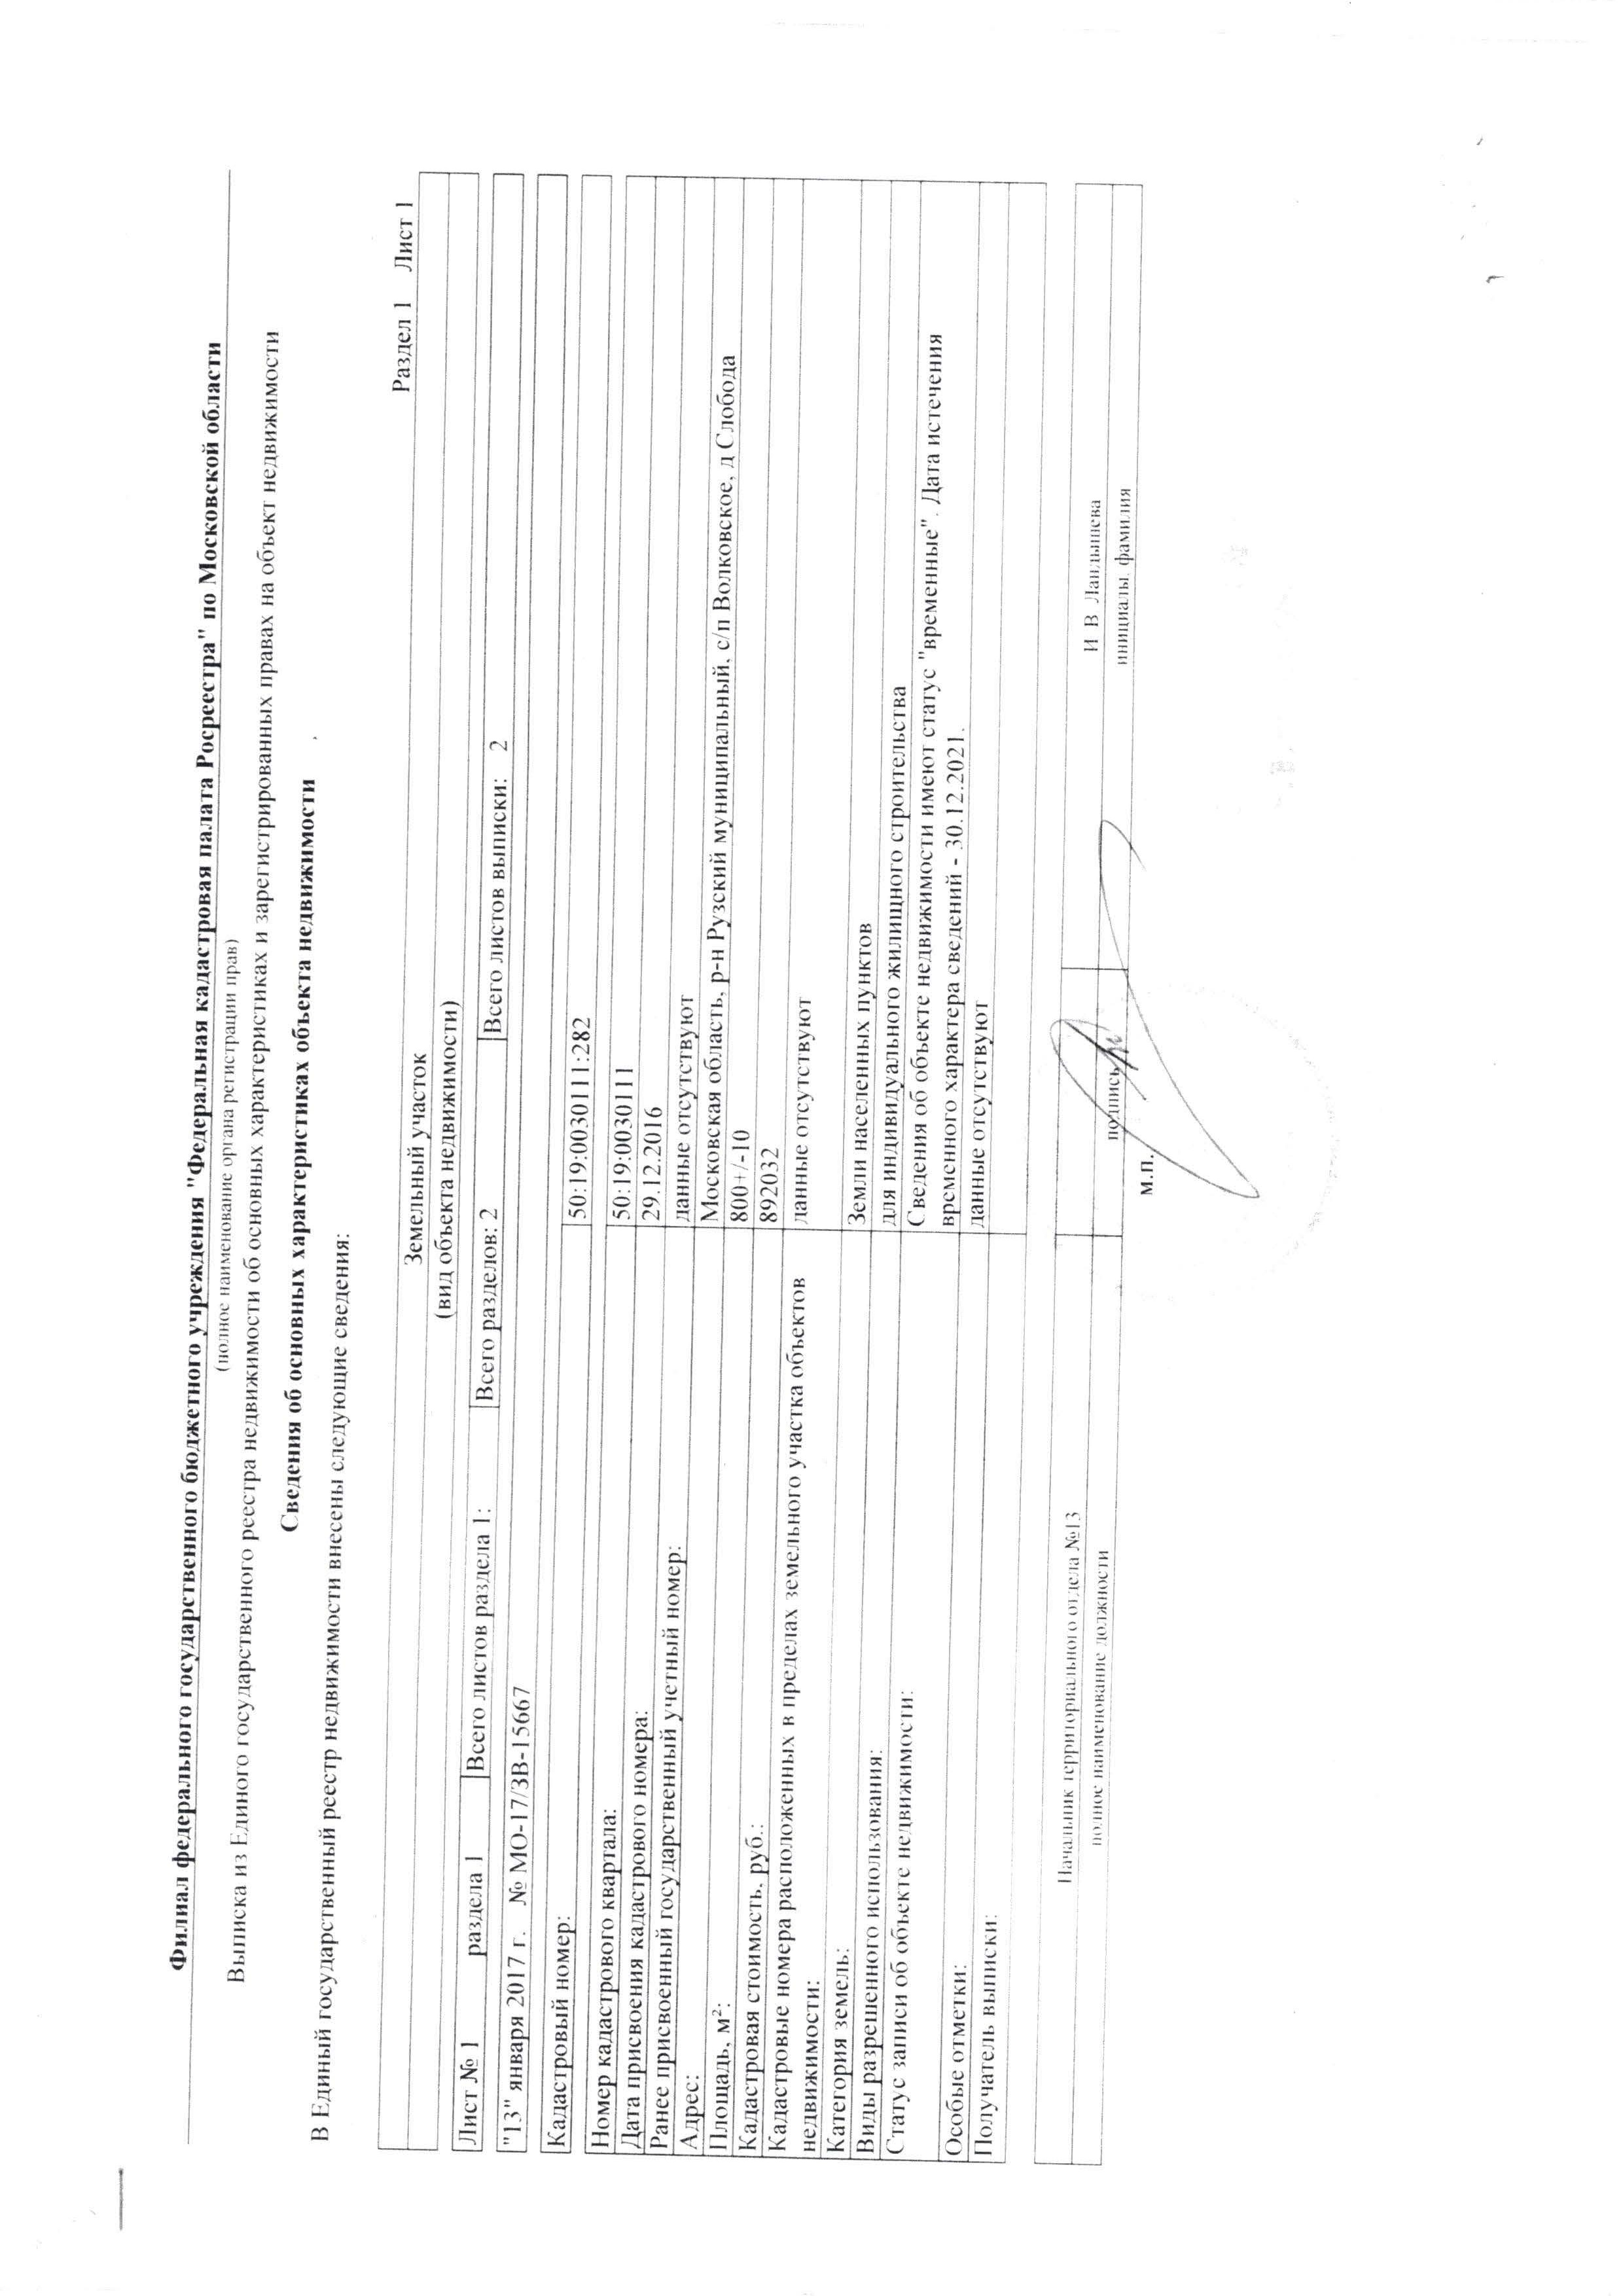 Филиал федерального государственного бюджетного учреждения "Федеральная кадастровая палата Росреестра" по Московской области
(полное наименование органа регистрации прав)
Выписка из Единого государственного реестра недвижимости об основных характеристиках и зарегистрированных правах на объект недвижимости
Сведения об основных характеристиках объекта недвижимости
В Единый государственный реестр недвижимости внесены следующие сведения:
Раздел 1 Лист 1
Земельный участок
(вид объекта недвижимости)
Лист № 1 раздела 1 Всего листов раздела 1: Всего разделов: 2 Всего листов выписки: 2
"13" января 2017 г. № МО-17/ЗВ-15667
Кадастровый номер: 50:19:0030111:282
Номер кадастрового квартала: 50:19:0030111
Дата присвоения кадастрового номера: 29.12.2016
Ранее присвоенный государственный учетный номер: данные отсутствуют
Адрес: Московская область, р-н Рузский муниципальный, с/п Волковское, д Слобода
Площадь, м²: 800+/-10
Кадастровая стоимость, руб.: 892032
Кадастровые номера расположенных в пределах земельного участка объектов
недвижимости: данные отсутствуют
Категория земель: Земли населенных пунктов
Виды разрешенного использования: для индивидуального жилищного строительства
Статус записи об объекте недвижимости: Сведения об объекте недвижимости имеют статус "временные". Дата истечения
временного характера сведений - 30.12.2021.
Особые отметки: данные отсутствуют
Получатель выписки:
Начальник территориального отдела №13 И В Ландышева
полное наименование должности подпись инициалы, фамилия
м.п.